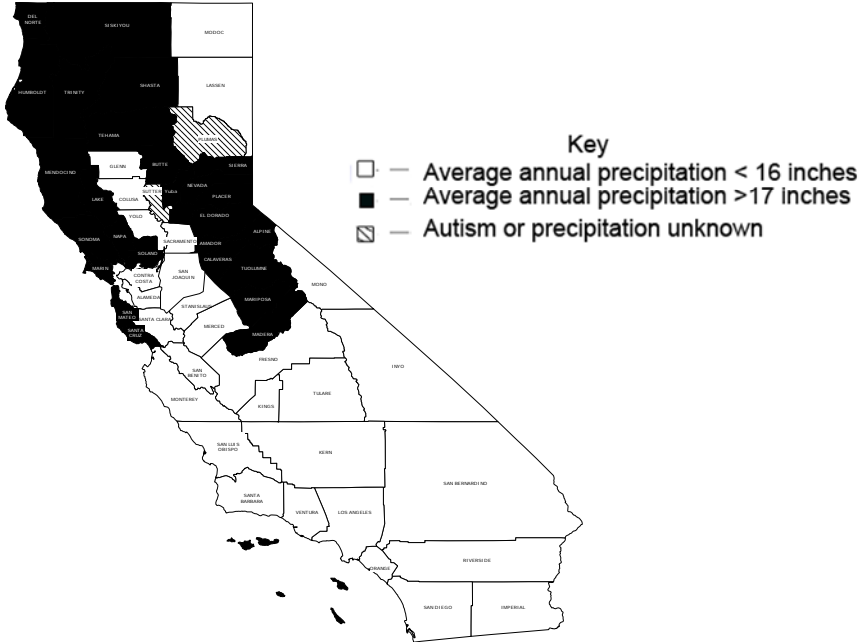 DEL
NORTE
SISKIYOU
MODOC
HUMBOLDT
TRINITY
SHASTA
LASSEN
TEHAMA
PLUMAS
MENDOCINO
GLENN
BUTTE
SIERRA
LAKE
COLUSA
SUTTER
Yuba
NEVADA
PLACER
YOLO
EL DORADO
SONOMA
NAPA
SACRAMENTO
AMADOR
ALPINE
SOLANO
CALAVERAS
MARIN
CONTRA
COSTA
SAN
JOAQUIN
TUOLUMNE
MONO
ALAMEDA
STANISLAUS
MARIPOSA
SAN
MATEO
SANTA CLARA
MERCED
SANTA
CRUZ
MADERA
FRESNO
SAN
BENITO
INYO
MONTEREY
KINGS
TULARE
SAN LUIS
OBISPO
KERN
SAN BERNARDINO
SANTA
BARBARA
VENTURA
LOS ANGELES
ORANGE
RIVERSIDE
SAN DIEGO
IMPERIAL
Key
— Average annual precipitation < 16 inches
— Average annual precipitation >17 inches
— Autism or precipitation unknown